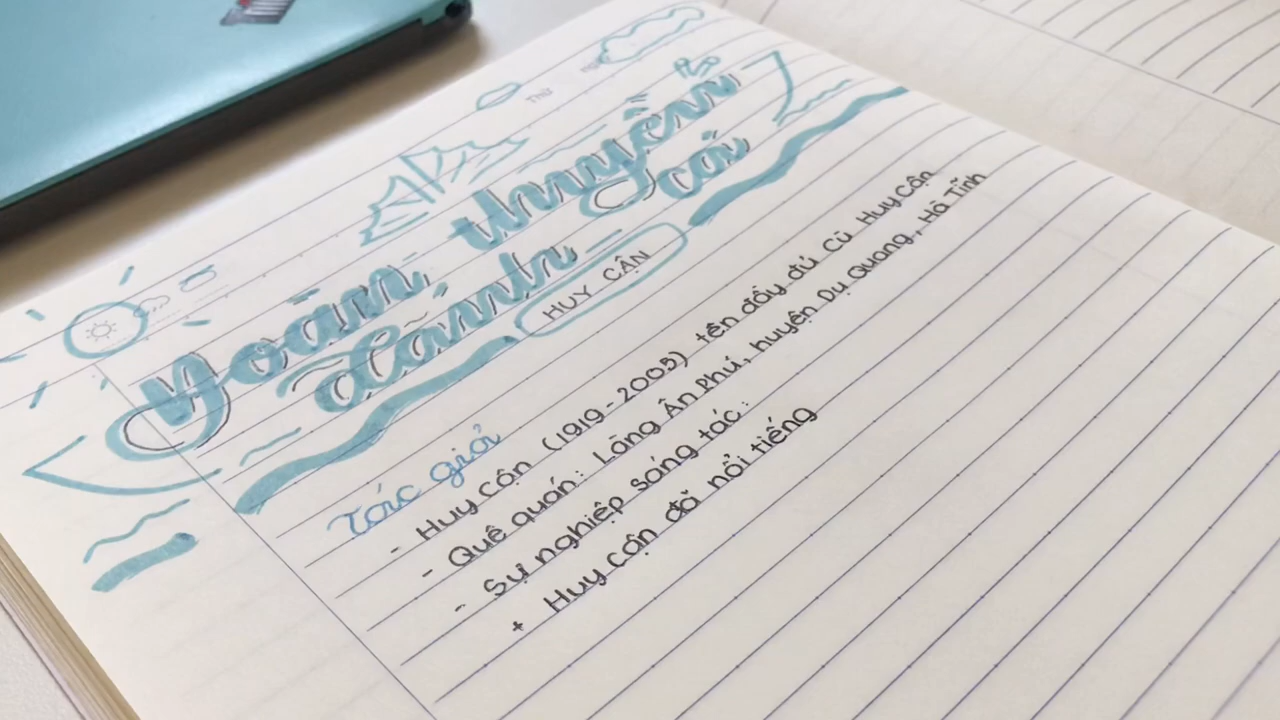 Thứ
Đoàn thuyền
đánh cá
HUY CẬN
Tác giả
- Huy Cận (1919 - 2005) tên đầy đủ Cù Huy Cận
- Quê quán: Làng Ân Phú, huyện Dụ Quang, Hà Tĩnh
- Sự nghiệp sáng tác:
+ Huy Cận đã nổi tiếng